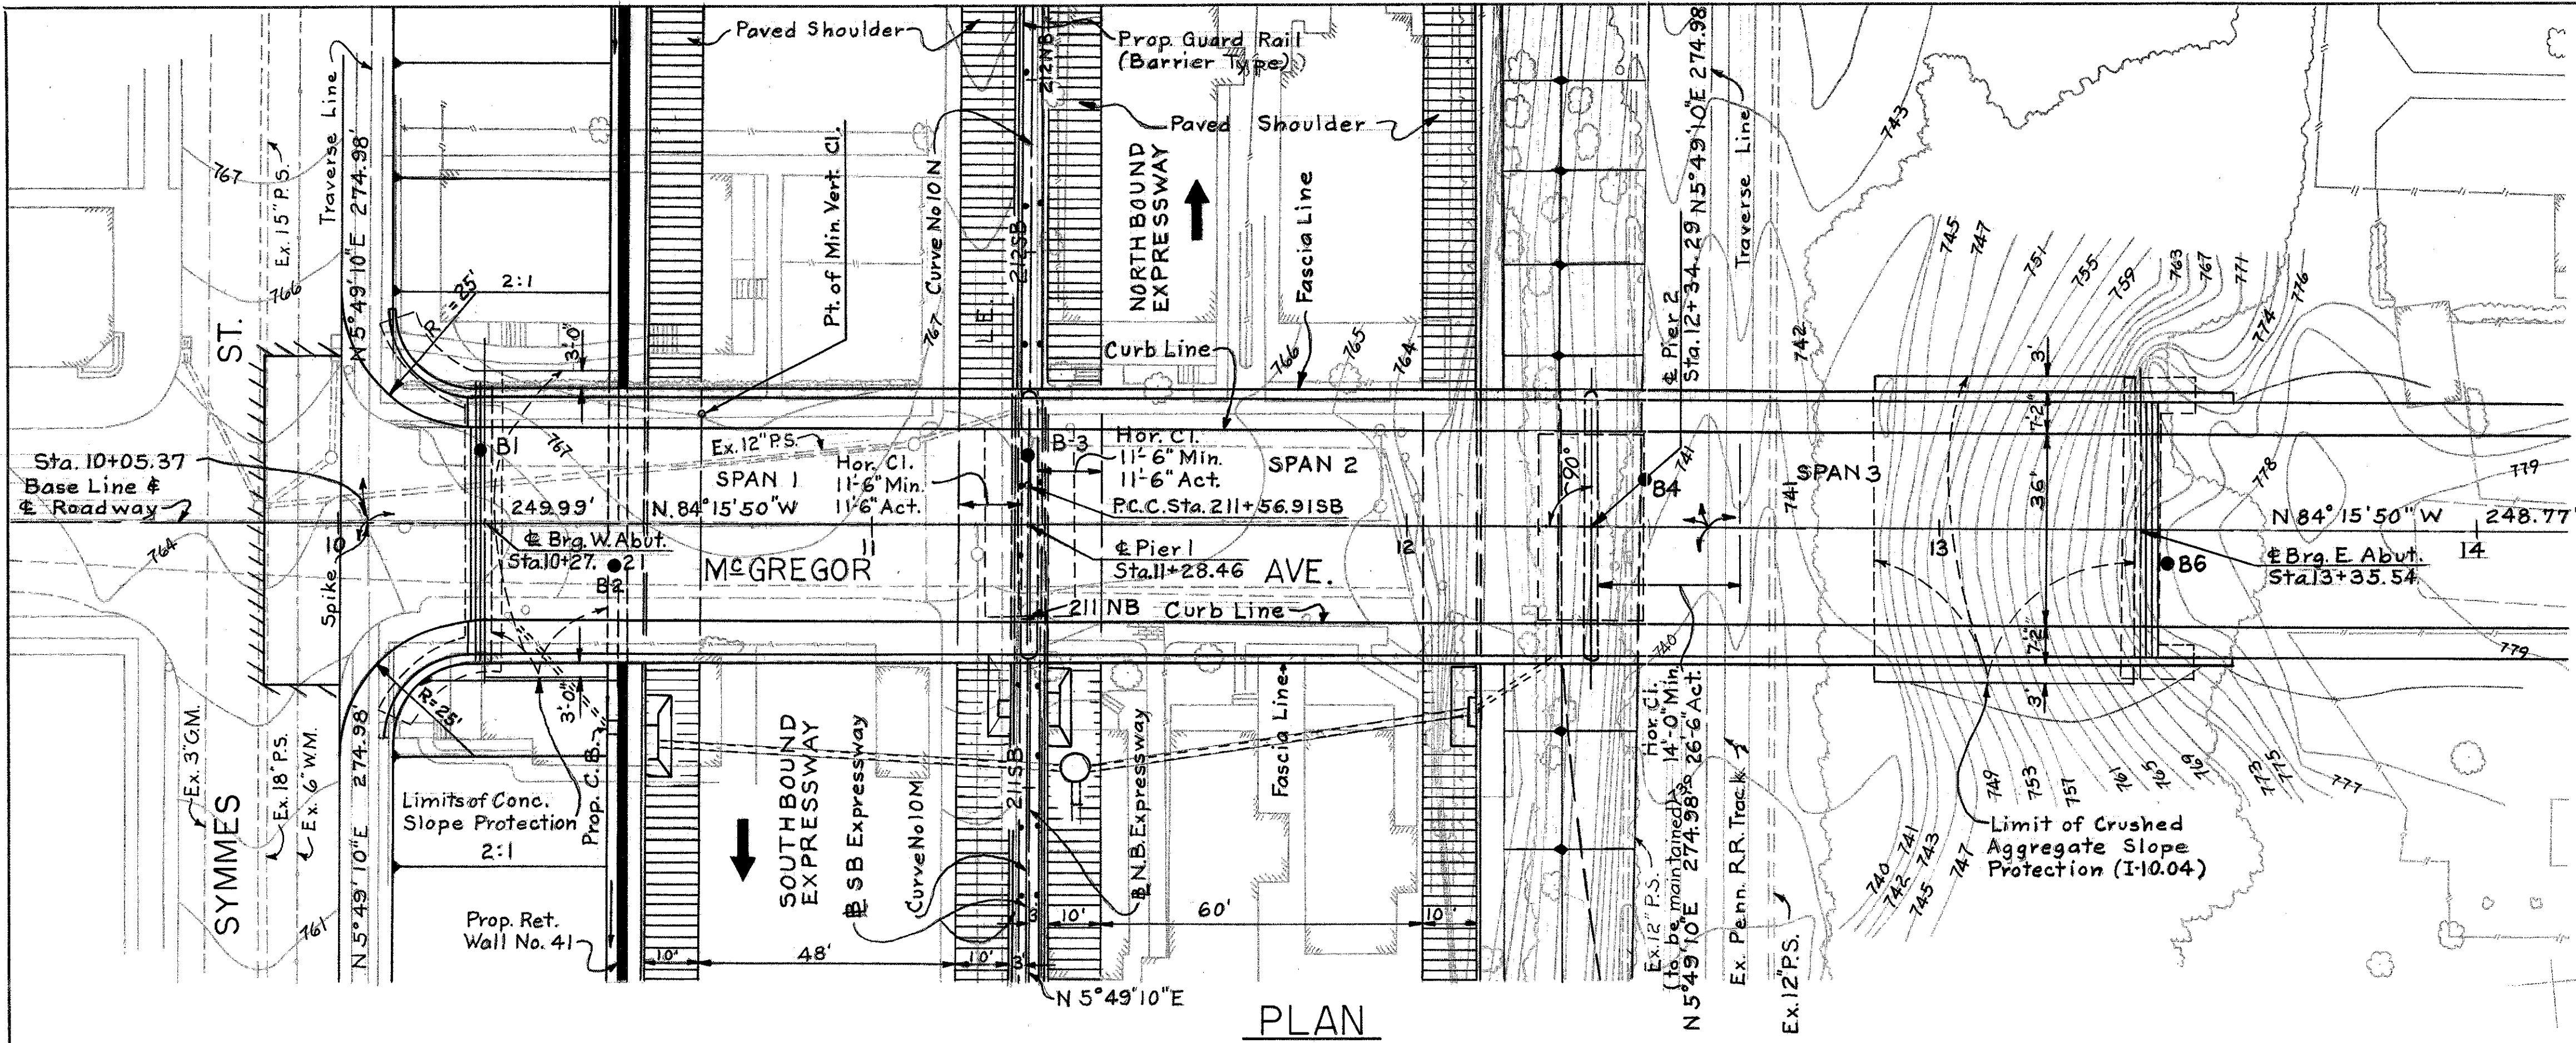 Paved Shoulder
Prop. Guard Rail
(Barrier Type)
Traverse Line
N 5°49'10"E 274.98'
Ex. 15" P.S.
767
766
ST.
R=25'
2:1
3'-0"
Pt. of Min. Vert. Cl.
Curve No 10 N
767
L.E.
212NB
212SB
Paved Shoulder
NORTHBOUND
EXPRESSWAY
Fascia Line
Curb Line
766
765
764
₵ Pier 2
Sta. 12+34.29
N 5°49'10"E 274.98
Traverse Line
742
743
745
747
751
755
759
763
767
771
776
774
3'
7'-2"
36'
7'-2"
3'
Sta. 10+05.37
Base Line ₵
₵ Roadway
764
10
Spike
B1
767
249.99'
N. 84°15'50"W
₵ Brg. W. Abut.
Sta.10+27.21
B2
Ex. 12" P.S.
SPAN 1
Hor. Cl.
11'-6" Min.
11'-6" Act.
11
McGREGOR AVE.
B-3
Hor. Cl.
11'-6" Min.
11'-6" Act.
SPAN 2
P.C.C. Sta. 211+56.91SB
₵ Pier 1
Sta.11+28.46
12
211 NB
Curb Line
90°
741
B4
741
SPAN 3
13
778
779
N 84°15'50"W 248.77'
14
₵ Brg. E. Abut.
Sta.13+35.54
B6
779
SYMMES
Ex. 3" G.M.
Ex. 18" P.S.
Ex. 6" W.M.
761
N 5°49'10"E 274.98'
R=25'
3'-0"
Limits of Conc.
Slope Protection
2:1
Prop. C.B.
Prop. Ret.
Wall No. 41
SOUTHBOUND
EXPRESSWAY
B SB Expressway
Curve No 10M
211SB
B N.B. Expressway
Fascia Line
10'
48'
10'
3'
3'
10'
60'
10'
N 5°49'10"E
740
Hor. Cl.
14'-0" Min.
26'-6" Act.
Ex. 12" P.S.
(to be maintained)
N 5°49'10"E 274.98'
Ex. Penn. R.R. Track
Ex. 12" P.S.
740
741
742
743
745
747
749
753
757
761
765
769
773
775
777
Limit of Crushed
Aggregate Slope
Protection (I-10.04)
PLAN